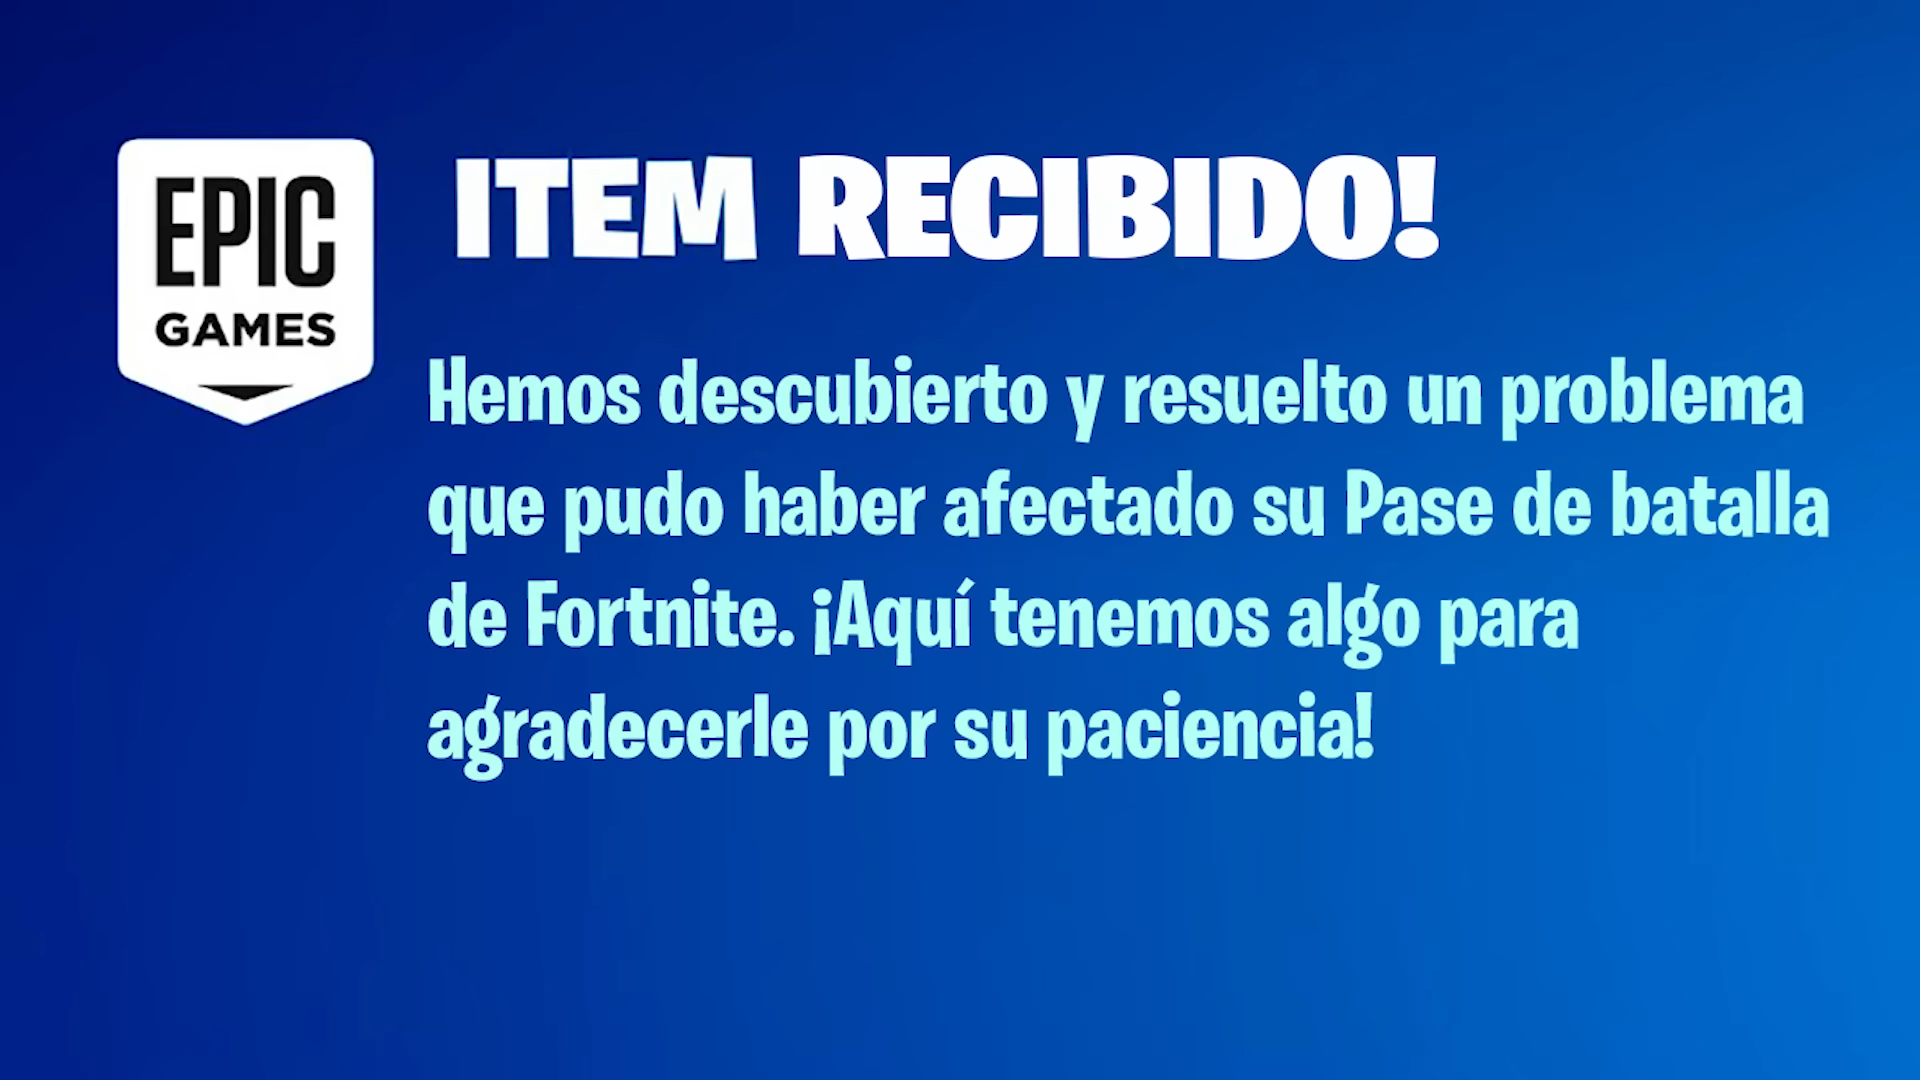 EPIC
GAMES
ITEM RECIBIDO!
Hemos descubierto y resuelto un problema
que pudo haber afectado su Pase de batalla
de Fortnite. ¡Aquí tenemos algo para
agradecerle por su paciencia!